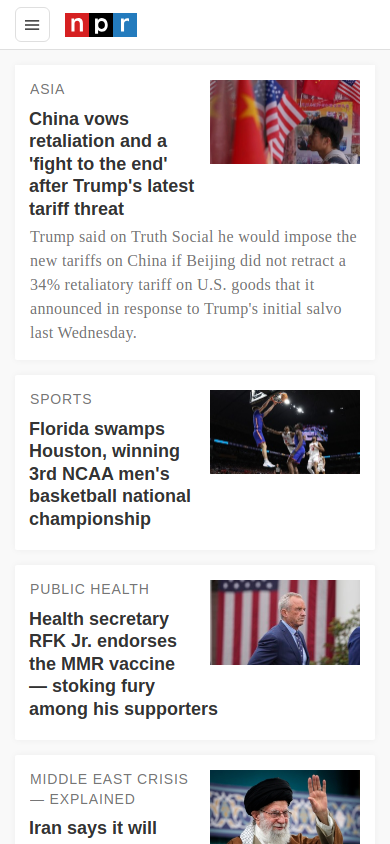 npr
ASIA
China vows
retaliation and a
'fight to the end'
after Trump's latest
tariff threat
Trump said on Truth Social he would impose the
new tariffs on China if Beijing did not retract a
34% retaliatory tariff on U.S. goods that it
announced in response to Trump's initial salvo
last Wednesday.
SPORTS
Florida swamps
Houston, winning
3rd NCAA men's
basketball national
championship
PUBLIC HEALTH
Health secretary
RFK Jr. endorses
the MMR vaccine
— stoking fury
among his supporters
MIDDLE EAST CRISIS
— EXPLAINED
Iran says it will